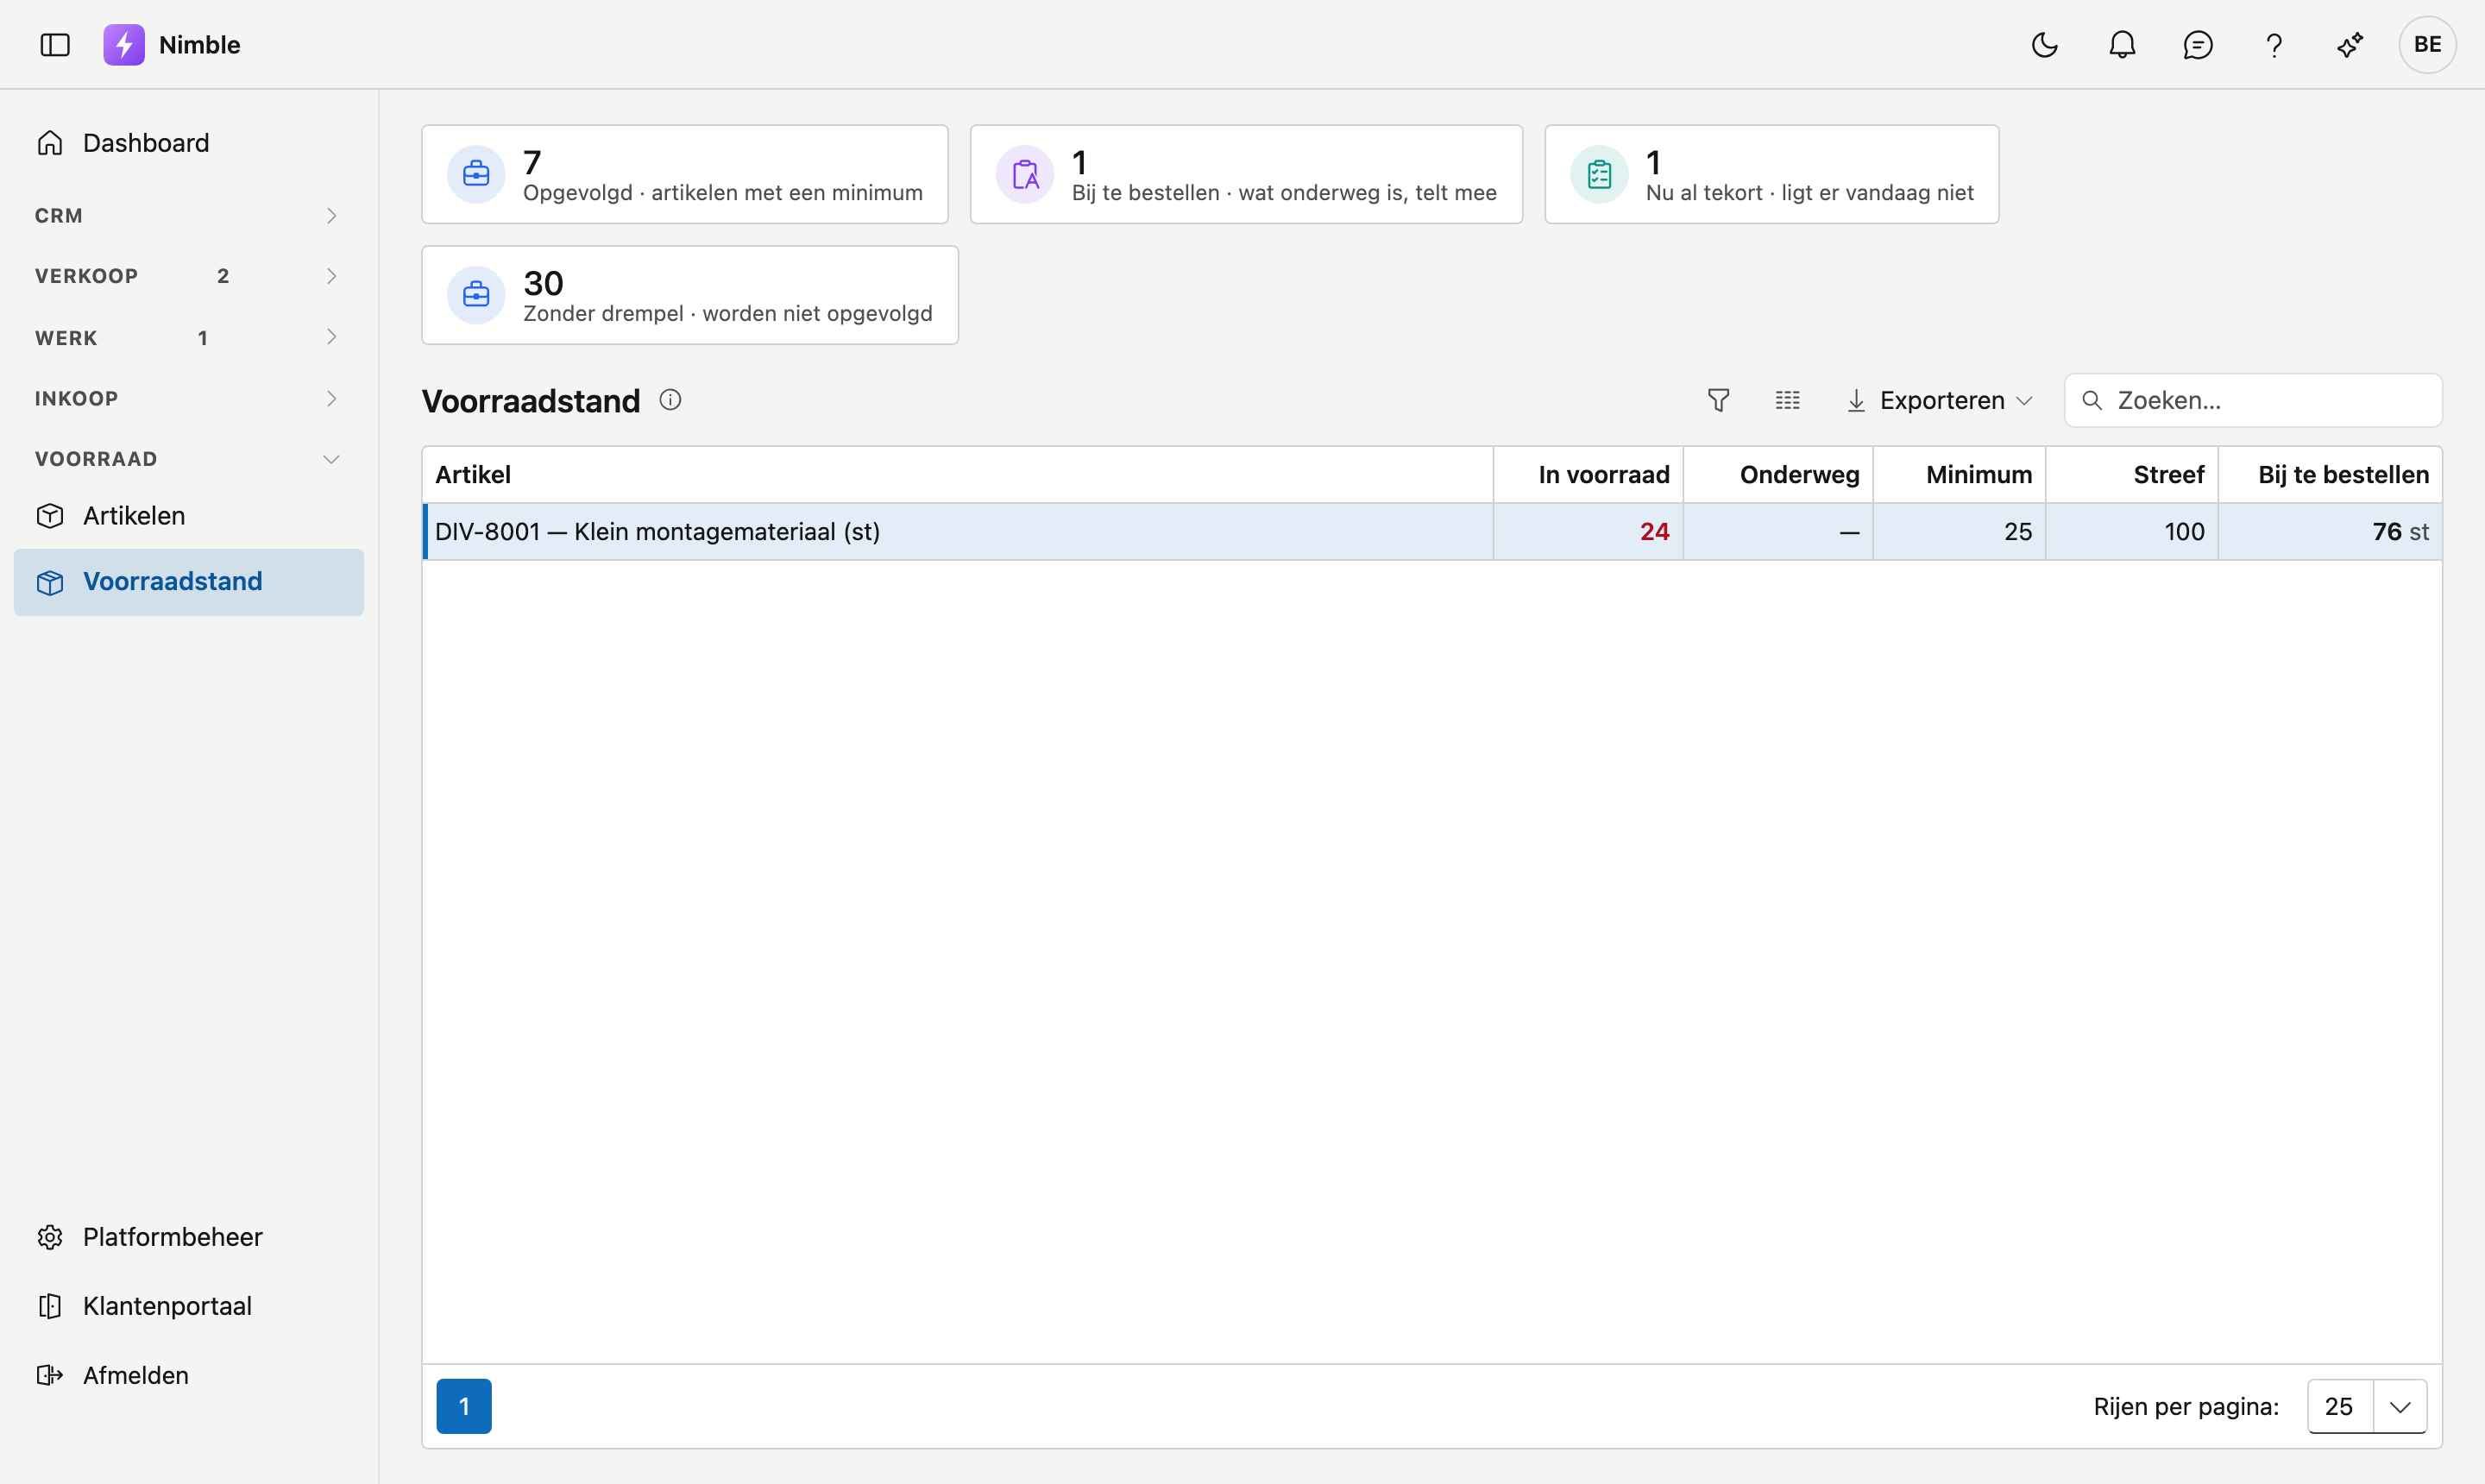 Nimble
BE
Dashboard
CRM
VERKOOP 2
WERK 1
INKOOP
VOORRAAD
Artikelen
Voorraadstand
Platformbeheer
Klantenportaal
Afmelden
7
Opgevolgd · artikelen met een minimum
1
Bij te bestellen · wat onderweg is, telt mee
1
Nu al tekort · ligt er vandaag niet
30
Zonder drempel · worden niet opgevolgd
Voorraadstand
Exporteren
Zoeken...
Artikel In voorraad Onderweg Minimum Streef Bij te bestellen
DIV-8001 — Klein montagemateriaal (st) 24 — 25 100 76 st
1
Rijen per pagina: 25